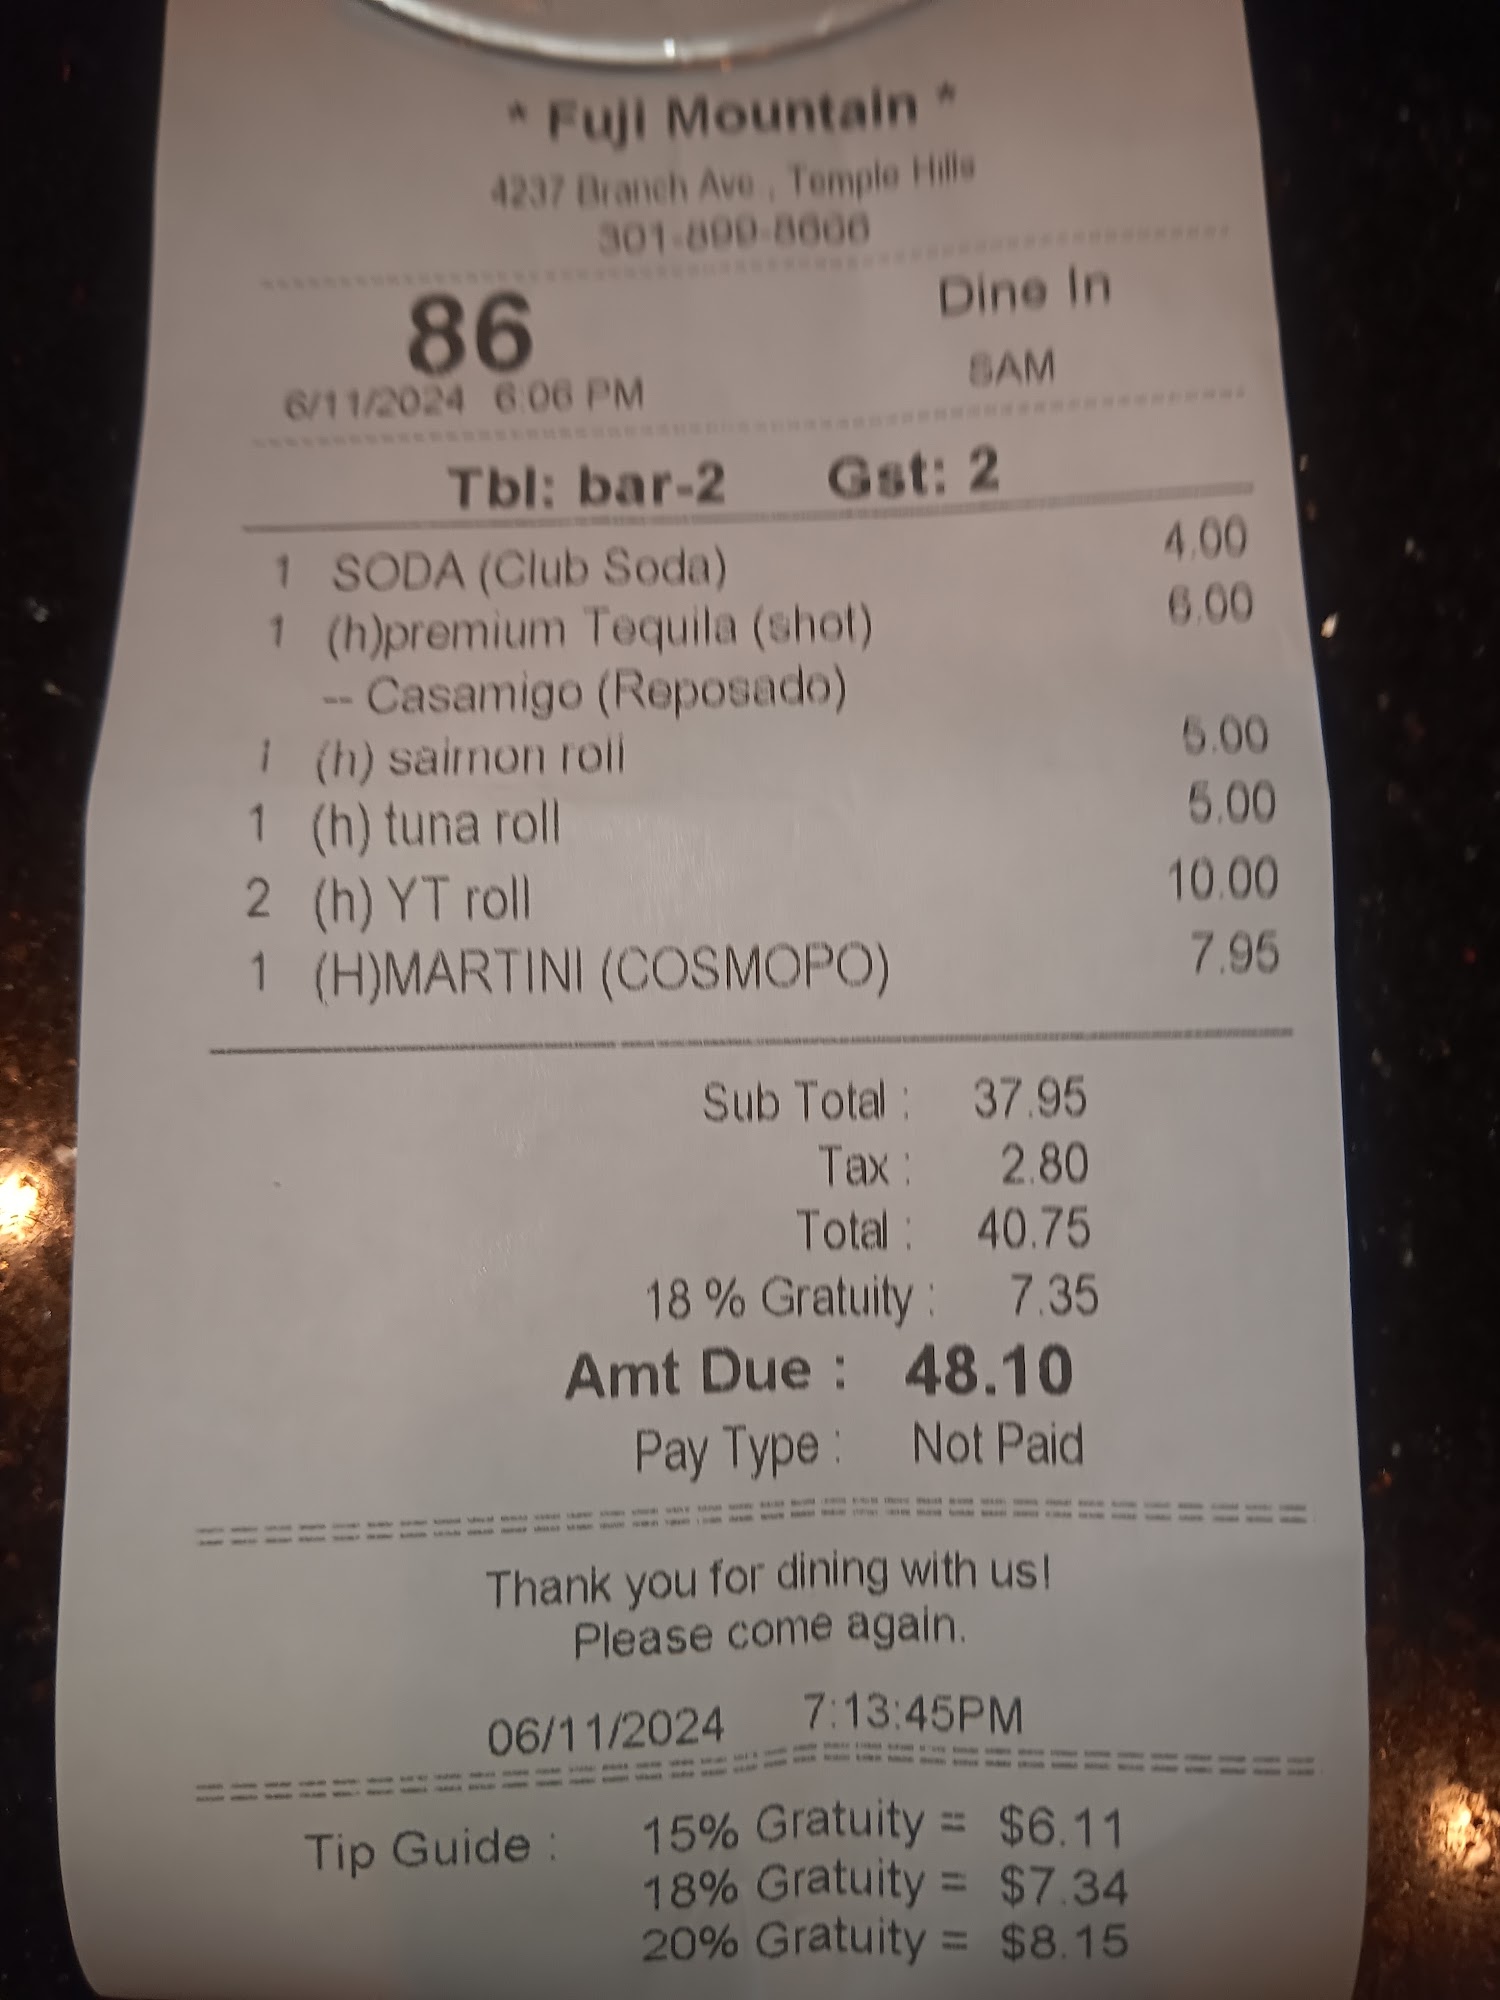 * Fuji Mountain *
4237 Branch Ave , Temple Hills
301-899-8666
86 Dine In
6/11/2024 6:06 PM SAM
Tbl: bar-2 Gst: 2
1 SODA (Club Soda) 4.00
1 (h)premium Tequila (shot) 6.00
-- Casamigo (Reposado)
1 (h) salmon roll 5.00
1 (h) tuna roll 5.00
2 (h) YT roll 10.00
1 (H)MARTINI (COSMOPO) 7.95
Sub Total : 37.95
Tax : 2.80
Total : 40.75
18 % Gratuity : 7.35
Amt Due : 48.10
Pay Type : Not Paid
Thank you for dining with us!
Please come again.
06/11/2024 7:13:45PM
Tip Guide : 15% Gratuity = $6.11
18% Gratuity = $7.34
20% Gratuity = $8.15